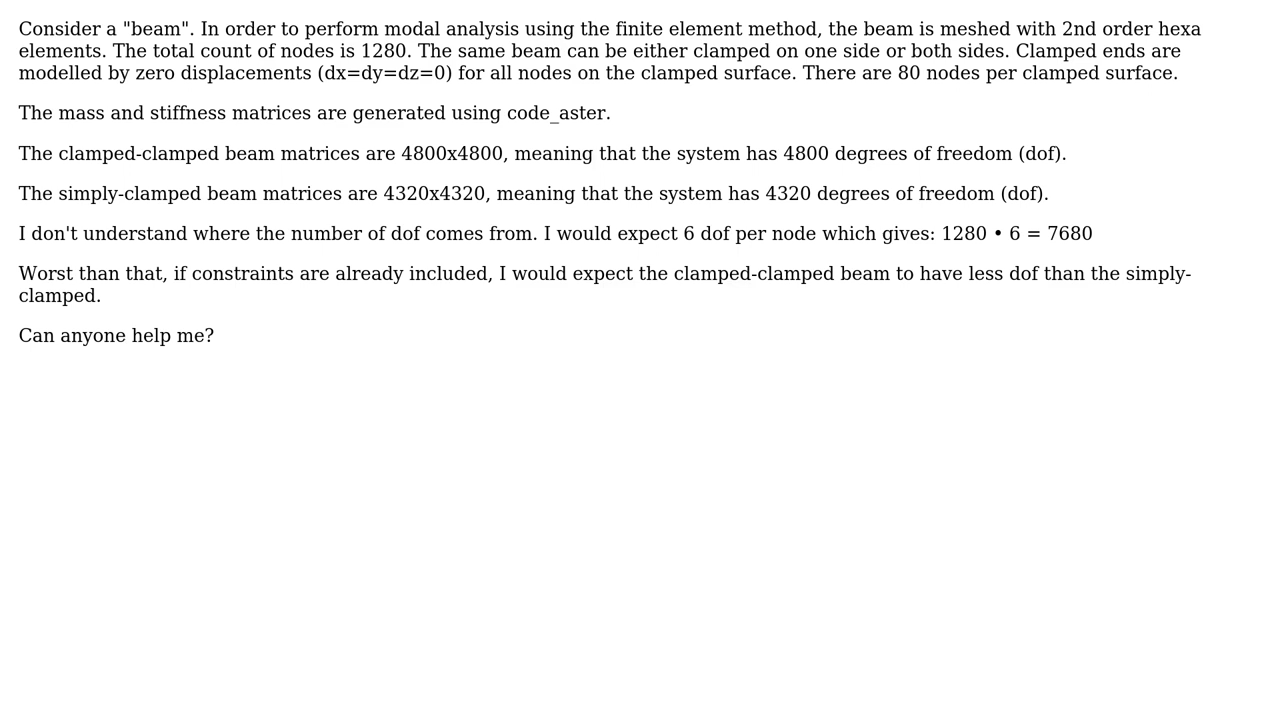 Consider a "beam". In order to perform modal analysis using the finite element method, the beam is meshed with 2nd order hexa
elements. The total count of nodes is 1280. The same beam can be either clamped on one side or both sides. Clamped ends are
modelled by zero displacements (dx=dy=dz=0) for all nodes on the clamped surface. There are 80 nodes per clamped surface.
The mass and stiffness matrices are generated using code_aster.
The clamped-clamped beam matrices are 4800x4800, meaning that the system has 4800 degrees of freedom (dof).
The simply-clamped beam matrices are 4320x4320, meaning that the system has 4320 degrees of freedom (dof).
I don't understand where the number of dof comes from. I would expect 6 dof per node which gives: 1280 • 6 = 7680
Worst than that, if constraints are already included, I would expect the clamped-clamped beam to have less dof than the simply-
clamped.
Can anyone help me?